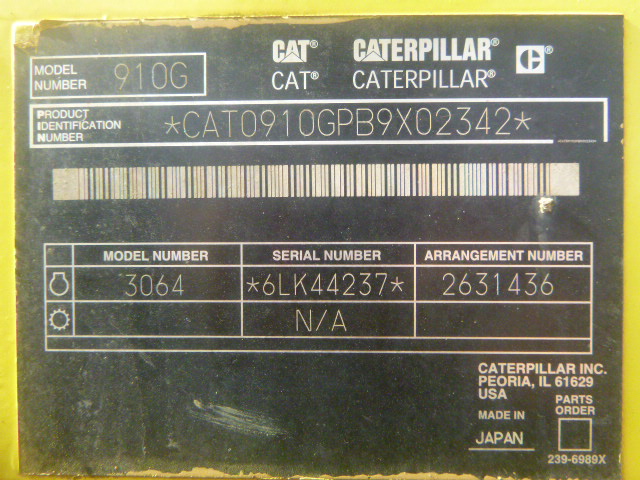 MODEL NUMBER 910G
CAT® CATERPILLAR® C®
CAT® CATERPILLAR®
PRODUCT IDENTIFICATION NUMBER *CAT0910GPB9X02342*
MODEL NUMBER SERIAL NUMBER ARRANGEMENT NUMBER
3064 *6LK44237* 2631436
N/A
CATERPILLAR INC.
PEORIA, IL 61629
USA
MADE IN JAPAN
PARTS ORDER
239-6989X